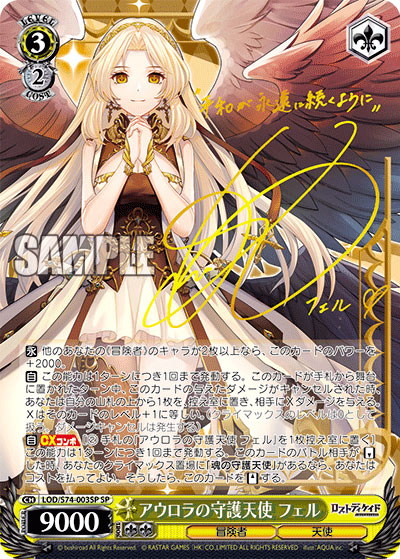 LEVEL
3
2
COST
"平和が永遠に続くように"
フェル
SAMPLE
永 他のあなたの《冒険者》のキャラが2枚以上なら、このカードのパワーを
+2000。
自 この能力は1ターンにつき1回まで発動する。このカードが手札から舞台
に置かれたターン中、このカードの与えたダメージがキャンセルされた時、
あなたは自分の山札の上から1枚を、控え室に置き、相手にXダメージを与える。
Xはそのカードのレベル+1に等しい。(クライマックスのレベルは0として
扱う。ダメージキャンセルは発生する)
自 CXコンボ [手札の「アウロラの守護天使 フェル」を1枚控え室に置く]
この能力は1ターンにつき1回まで発動する。このカードのバトル相手が
した時、あなたのクライマックス置場に「魂の守護天使」があるなら、あなたは
コストを払ってよい。そうしたら、このカードをスタンドする。
CH LOD/S74-003SP SP
アウロラの守護天使 フェル
ロストディケイド
POWER
9000
冒険者
天使
© bushiroad All Rights Reserved. © RASTAR GAMES (HK) CO.,LIMITED ALL RIGHTS RESERVED. illust./AQUA